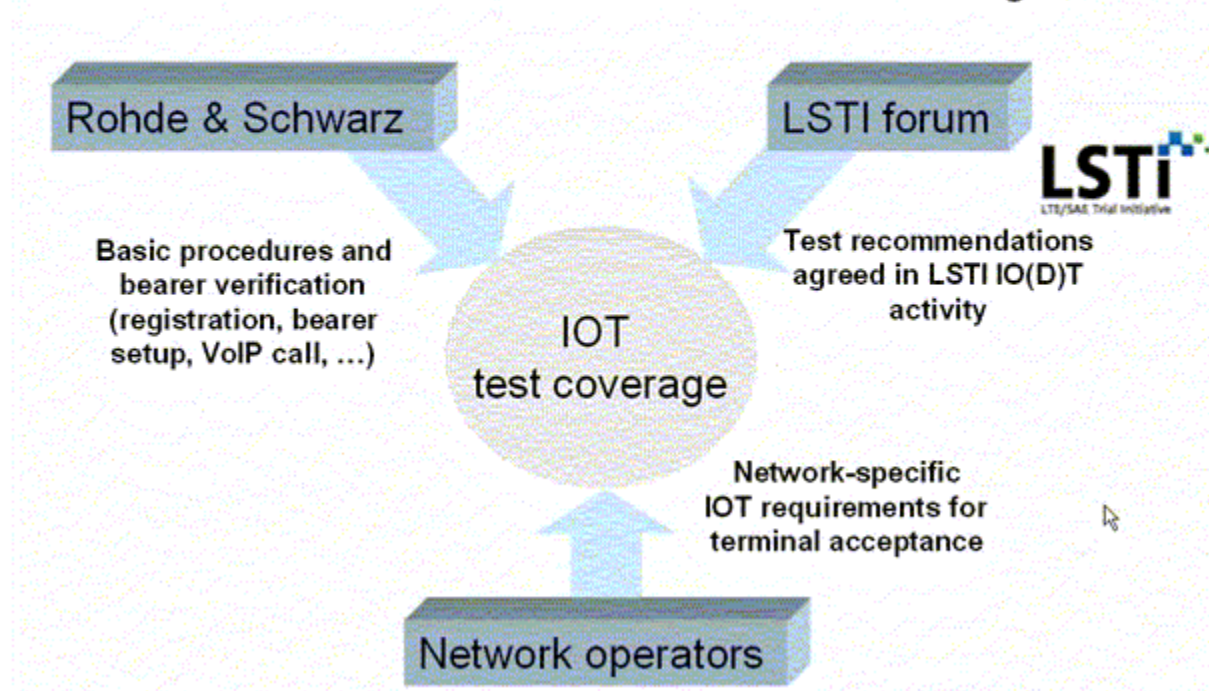 Rohde & Schwarz
LSTI forum
LSTi
LTE/SAE Trial Initiative
Basic procedures and
bearer verification
(registration, bearer
setup, VoIP call, ...)
Test recommendations
agreed in LSTI IO(D)T
activity
IOT
test coverage
Network-specific
IOT requirements for
terminal acceptance
Network operators